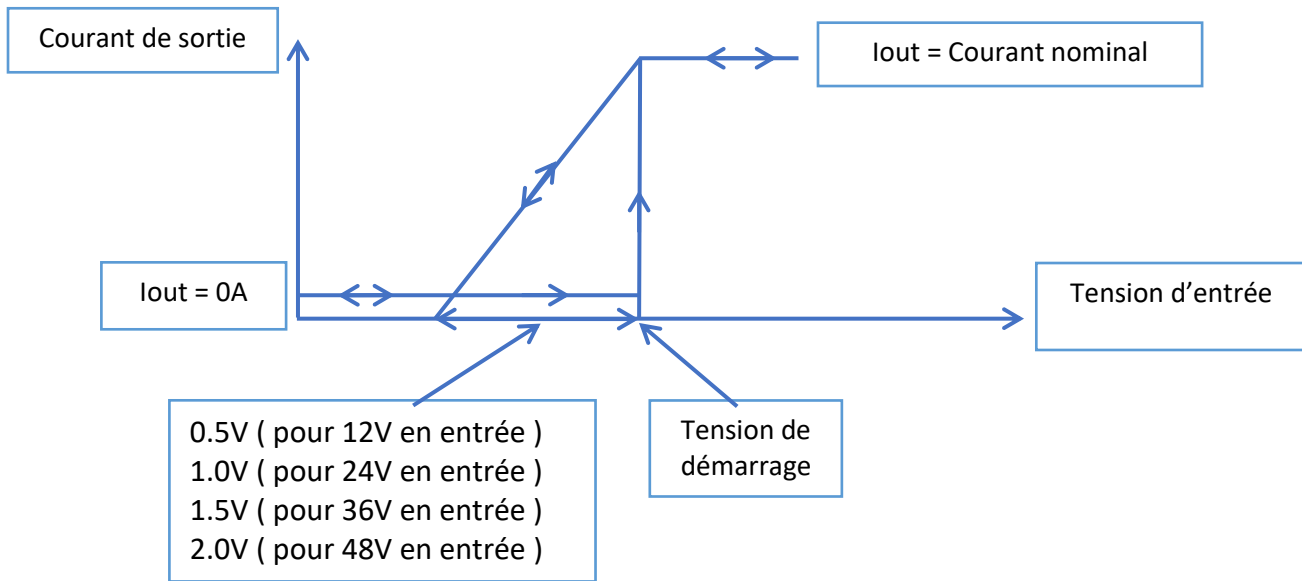 Courant de sortie
Iout = Courant nominal
Iout = 0A
Tension d’entrée
0.5V ( pour 12V en entrée )
1.0V ( pour 24V en entrée )
1.5V ( pour 36V en entrée )
2.0V ( pour 48V en entrée )
Tension de
démarrage